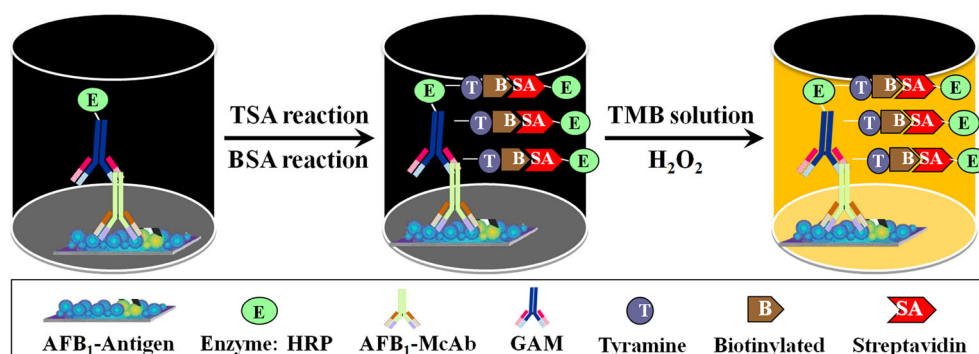 E
TSA reaction
BSA reaction
E
T B SA E
T B SA E
T B SA E
TMB solution
H₂O₂
E
T B SA E
T B SA E
T B SA E
E
T
B
SA
AFB₁-Antigen Enzyme: HRP AFB₁-McAb GAM Tyramine Biotinylated Streptavidin